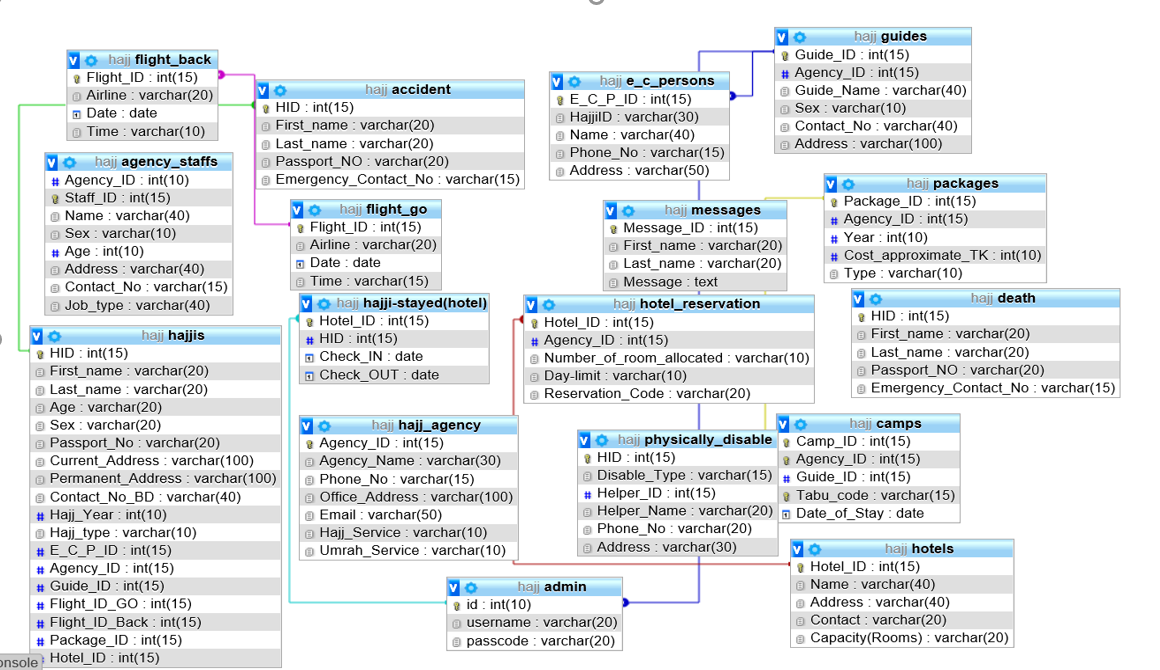 hajj flight_back
Flight_ID : int(15)
Airline : varchar(20)
Date : date
Time : varchar(10)
hajj accident
HID : int(15)
First_name : varchar(20)
Last_name : varchar(20)
Passport_NO : varchar(20)
Emergency_Contact_No : varchar(15)
hajj e_c_persons
E_C_P_ID : int(15)
HajjiID : varchar(30)
Name : varchar(40)
Phone_No : varchar(15)
Address : varchar(50)
hajj guides
Guide_ID : int(15)
Agency_ID : int(15)
Guide_Name : varchar(40)
Sex : varchar(10)
Contact_No : varchar(40)
Address : varchar(100)
hajj agency_staffs
Agency_ID : int(10)
Staff_ID : int(15)
Name : varchar(40)
Sex : varchar(10)
Age : int(10)
Address : varchar(40)
Contact_No : varchar(15)
Job_type : varchar(40)
hajj flight_go
Flight_ID : int(15)
Airline : varchar(20)
Date : date
Time : varchar(15)
hajj messages
Message_ID : int(15)
First_name : varchar(20)
Last_name : varchar(20)
Message : text
hajj packages
Package_ID : int(15)
Agency_ID : int(15)
Year : int(10)
Cost_approximate_TK : int(10)
Type : varchar(10)
hajj hajji-stayed(hotel)
Hotel_ID : int(15)
HID : int(15)
Check_IN : date
Check_OUT : date
hajj hotel_reservation
Hotel_ID : int(15)
Agency_ID : int(15)
Number_of_room_allocated : varchar(10)
Day-limit : varchar(10)
Reservation_Code : varchar(20)
hajj death
HID : int(15)
First_name : varchar(20)
Last_name : varchar(20)
Passport_NO : varchar(20)
Emergency_Contact_No : varchar(15)
hajj hajjis
HID : int(15)
First_name : varchar(20)
Last_name : varchar(20)
Age : varchar(20)
Sex : varchar(20)
Passport_No : varchar(20)
Current_Address : varchar(100)
Permanent_Address : varchar(100)
Contact_No_BD : varchar(40)
Hajj_Year : int(10)
Hajj_type : varchar(10)
E_C_P_ID : int(15)
Agency_ID : int(15)
Guide_ID : int(15)
Flight_ID_GO : int(15)
Flight_ID_Back : int(15)
Package_ID : int(15)
Hotel_ID : int(15)
onsole
hajj hajj_agency
Agency_ID : int(15)
Agency_Name : varchar(30)
Phone_No : varchar(15)
Office_Address : varchar(100)
Email : varchar(50)
Hajj_Service : varchar(10)
Umrah_Service : varchar(10)
hajj physically_disable
HID : int(15)
Disable_Type : varchar(15)
Helper_ID : int(15)
Helper_Name : varchar(20)
Phone_No : varchar(20)
Address : varchar(30)
hajj camps
Camp_ID : int(15)
Agency_ID : int(15)
Guide_ID : int(15)
Tabu_code : varchar(15)
Date_of_Stay : date
hajj admin
id : int(10)
username : varchar(20)
passcode : varchar(20)
hajj hotels
Hotel_ID : int(15)
Name : varchar(40)
Address : varchar(40)
Contact : varchar(20)
Capacity(Rooms) : varchar(20)